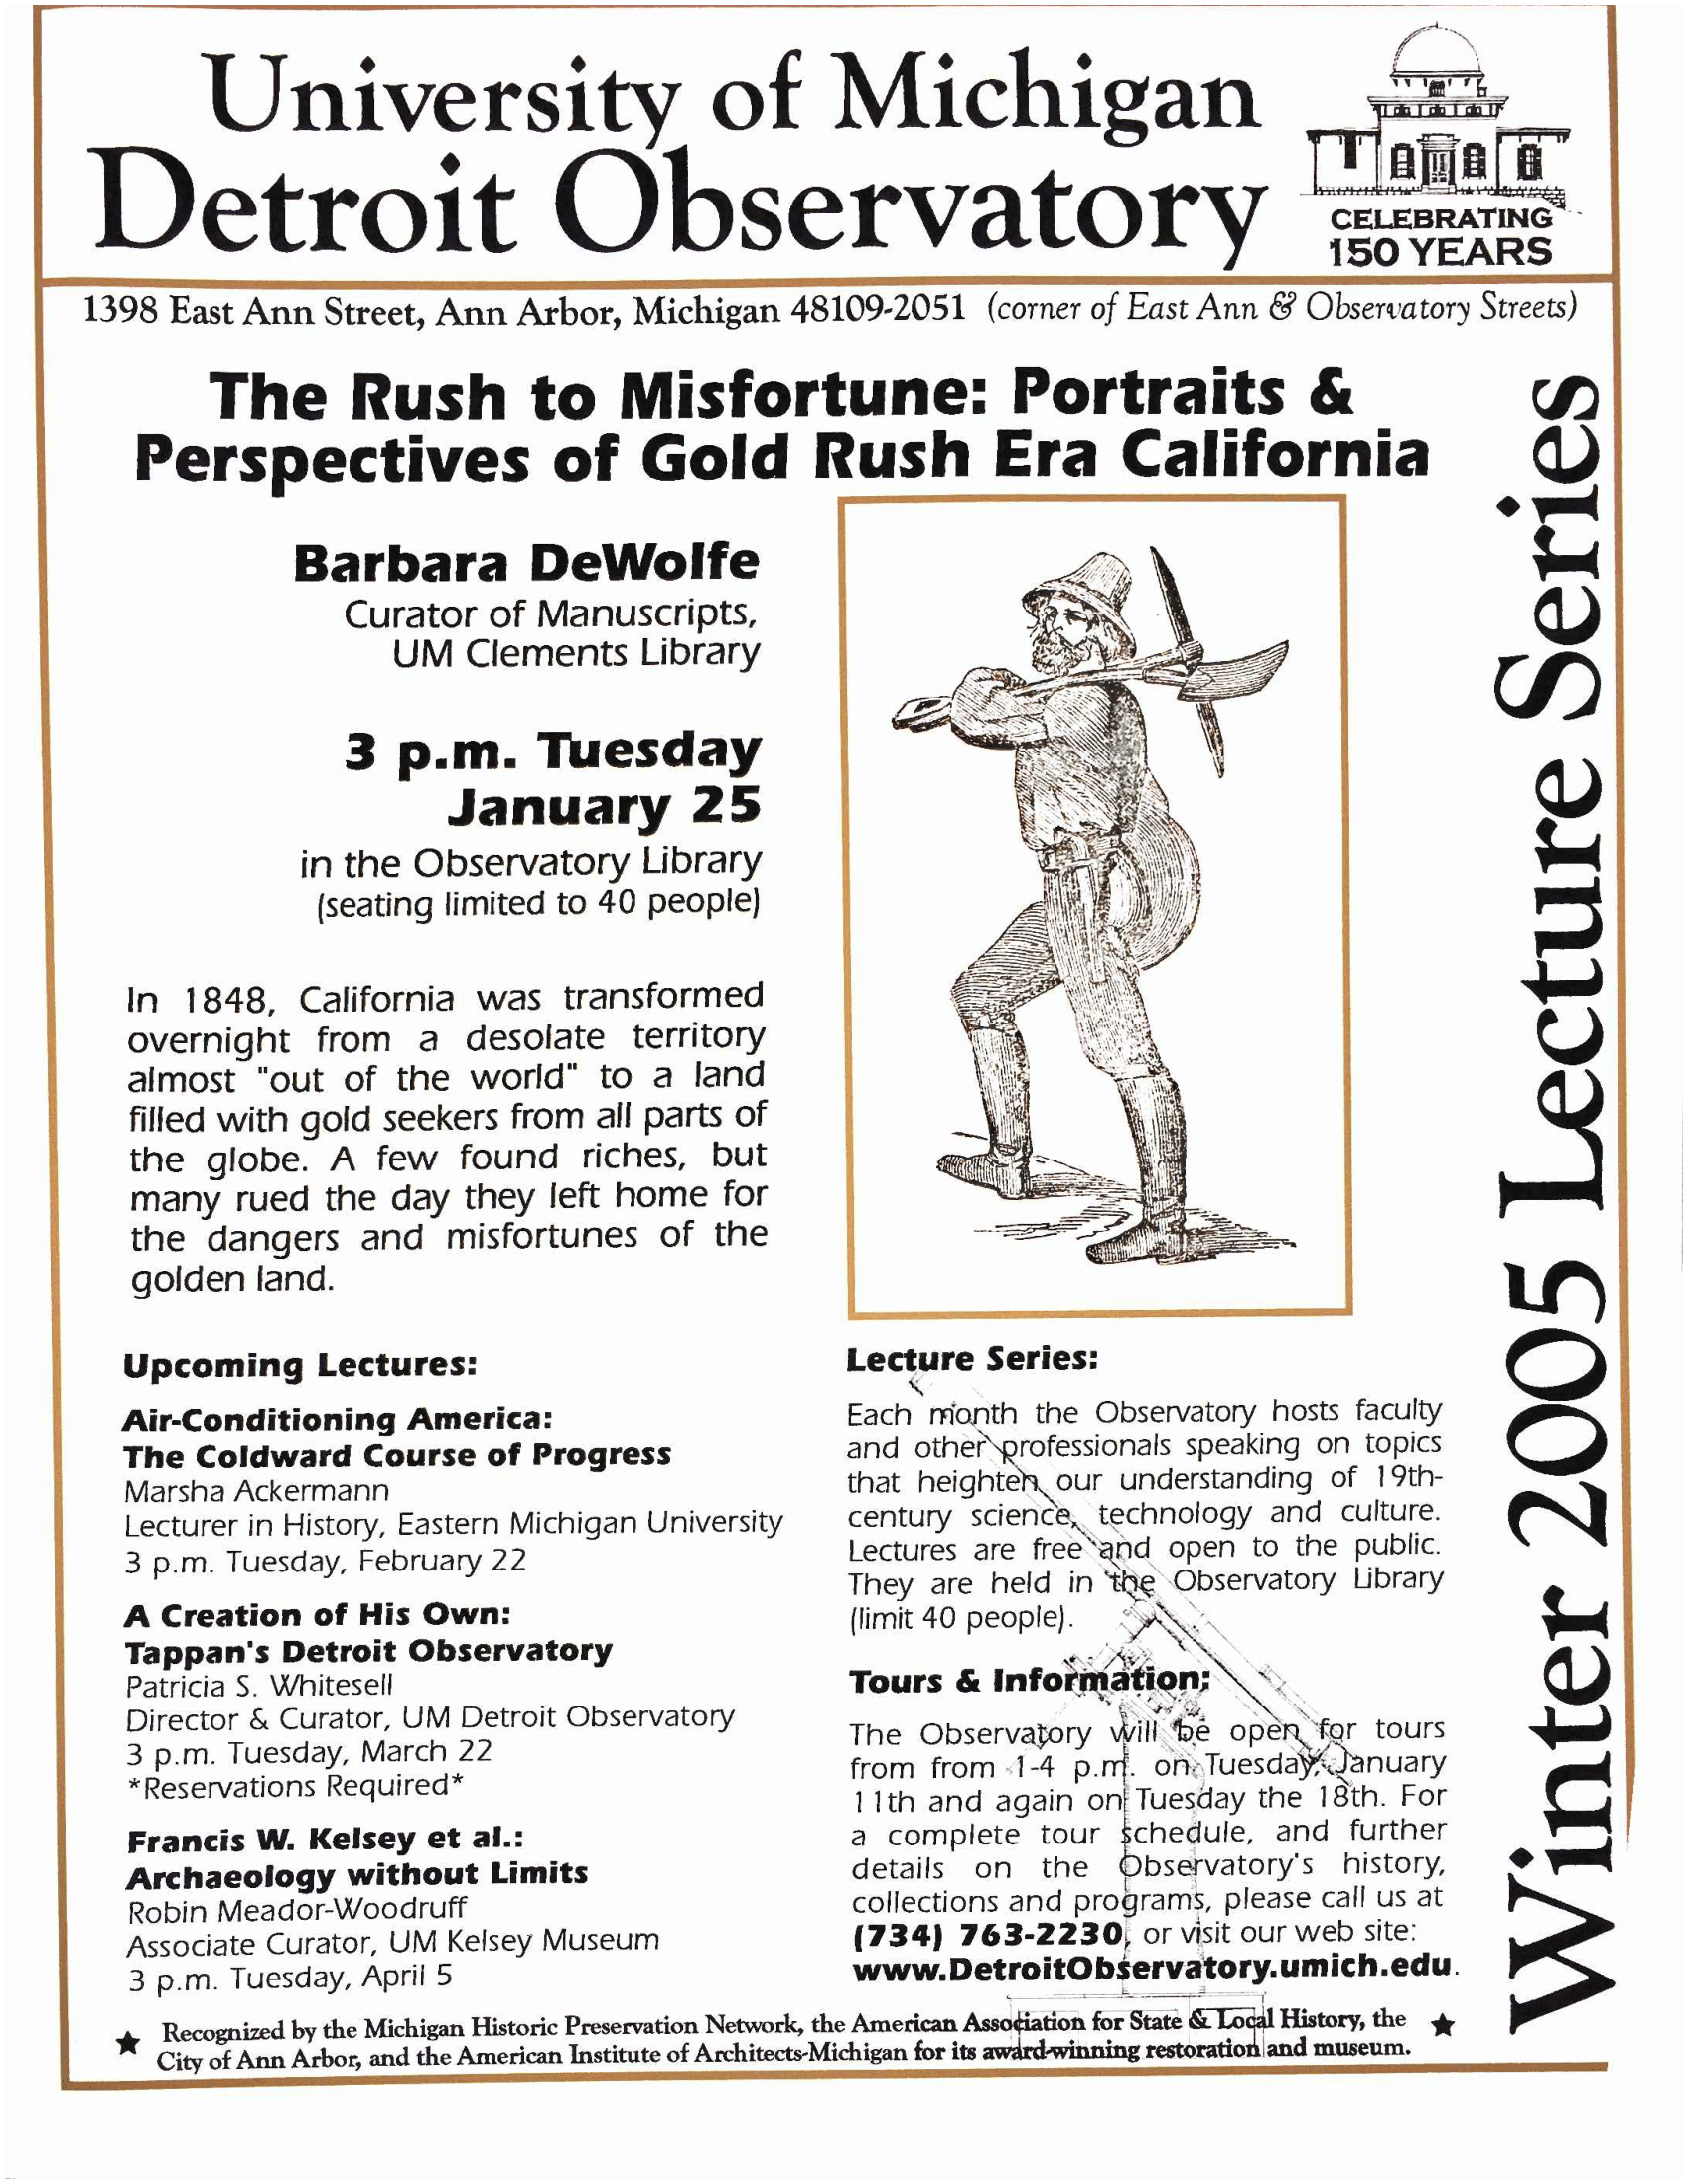 University of Michigan
Detroit Observatory
CELEBRATING
150 YEARS
1398 East Ann Street, Ann Arbor, Michigan 48109-2051 (corner of East Ann & Observatory Streets)
The Rush to Misfortune: Portraits &
Perspectives of Gold Rush Era California
Barbara DeWolfe
Curator of Manuscripts,
UM Clements Library
3 p.m. Tuesday
January 25
in the Observatory Library
(seating limited to 40 people)
In 1848, California was transformed
overnight from a desolate territory
almost "out of the world" to a land
filled with gold seekers from all parts of
the globe. A few found riches, but
many rued the day they left home for
the dangers and misfortunes of the
golden land.
Upcoming Lectures:
Air-Conditioning America:
The Coldward Course of Progress
Marsha Ackermann
Lecturer in History, Eastern Michigan University
3 p.m. Tuesday, February 22
A Creation of His Own:
Tappan's Detroit Observatory
Patricia S. Whitesell
Director & Curator, UM Detroit Observatory
3 p.m. Tuesday, March 22
*Reservations Required*
Francis W. Kelsey et al.:
Archaeology without Limits
Robin Meador-Woodruff
Associate Curator, UM Kelsey Museum
3 p.m. Tuesday, April 5
Lecture Series:
Each month the Observatory hosts faculty
and other professionals speaking on topics
that heighten our understanding of 19th-
century science, technology and culture.
Lectures are free and open to the public.
They are held in the Observatory Library
(limit 40 people).
Tours & Information:
The Observatory will be open for tours
from from 1-4 p.m. on Tuesday, January
11th and again on Tuesday the 18th. For
a complete tour schedule, and further
details on the Observatory's history,
collections and programs, please call us at
(734) 763-2230, or visit our web site:
www.DetroitObservatory.umich.edu.
★ Recognized by the Michigan Historic Preservation Network, the American Association for State & Local History, the ★
City of Ann Arbor, and the American Institute of Architects-Michigan for its award-winning restoration and museum.
Winter 2005 Lecture Series